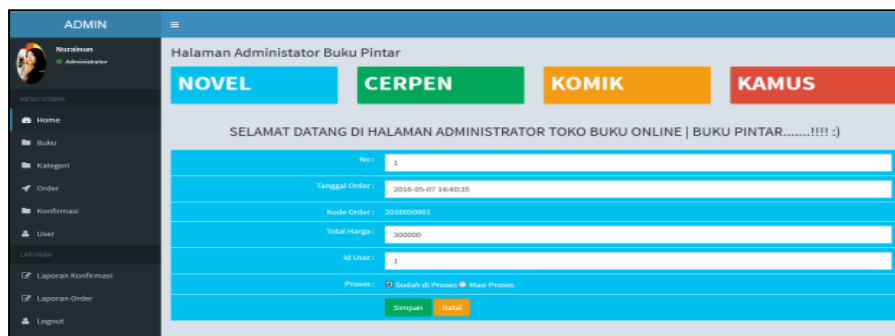 ADMIN
Nurainun
Administrator
MENU UTAMA
Home
Buku
Kategori
Order
Konfirmasi
User
LAPORAN
Laporan Konfirmasi
Laporan Order
Logout
Halaman Administator Buku Pintar
NOVEL CERPEN KOMIK KAMUS
SELAMAT DATANG DI HALAMAN ADMINISTRATOR TOKO BUKU ONLINE | BUKU PINTAR.......!!!! :)
No : 1
Tanggal Order : 2016-05-07 14:40:35
Kode Order : 2016050001
Total Harga : 300000
Id User : 1
Proses : Sudah di Proses Masi Proses
Simpan Batal